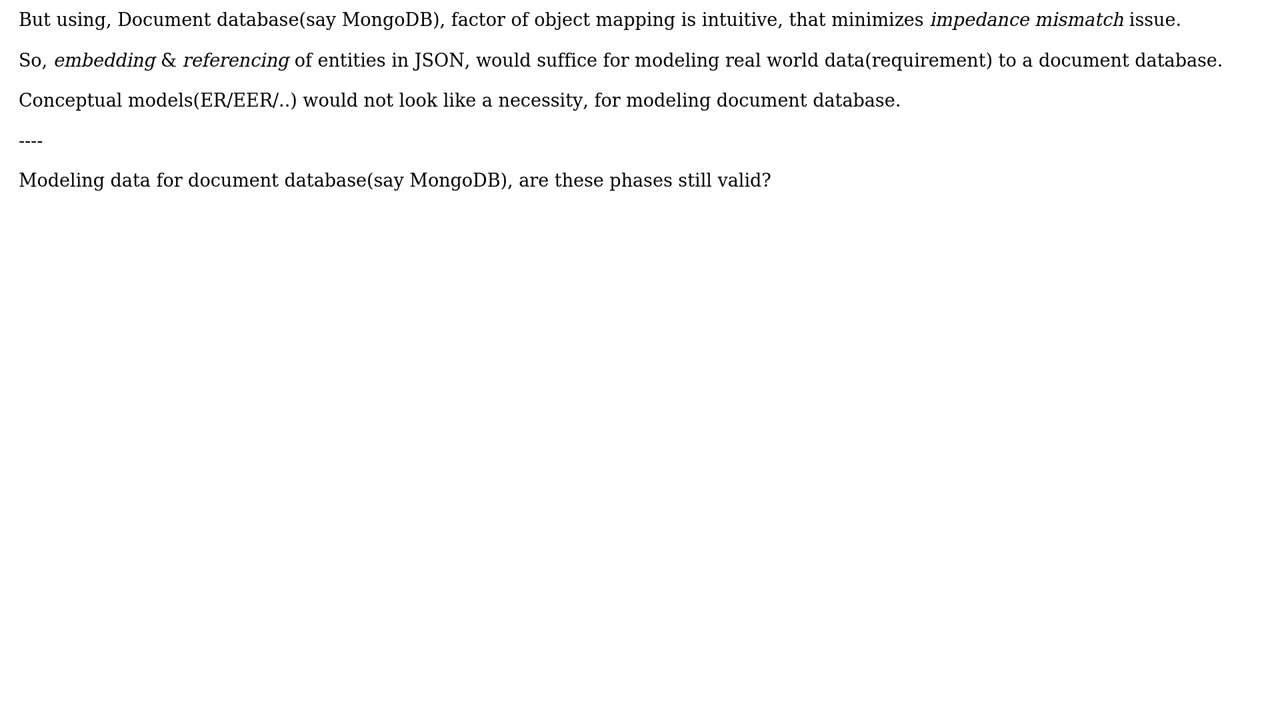 But using, Document database(say MongoDB), factor of object mapping is intuitive, that minimizes impedance mismatch issue.
So, embedding & referencing of entities in JSON, would suffice for modeling real world data(requirement) to a document database.
Conceptual models(ER/EER/..) would not look like a necessity, for modeling document database.
----
Modeling data for document database(say MongoDB), are these phases still valid?